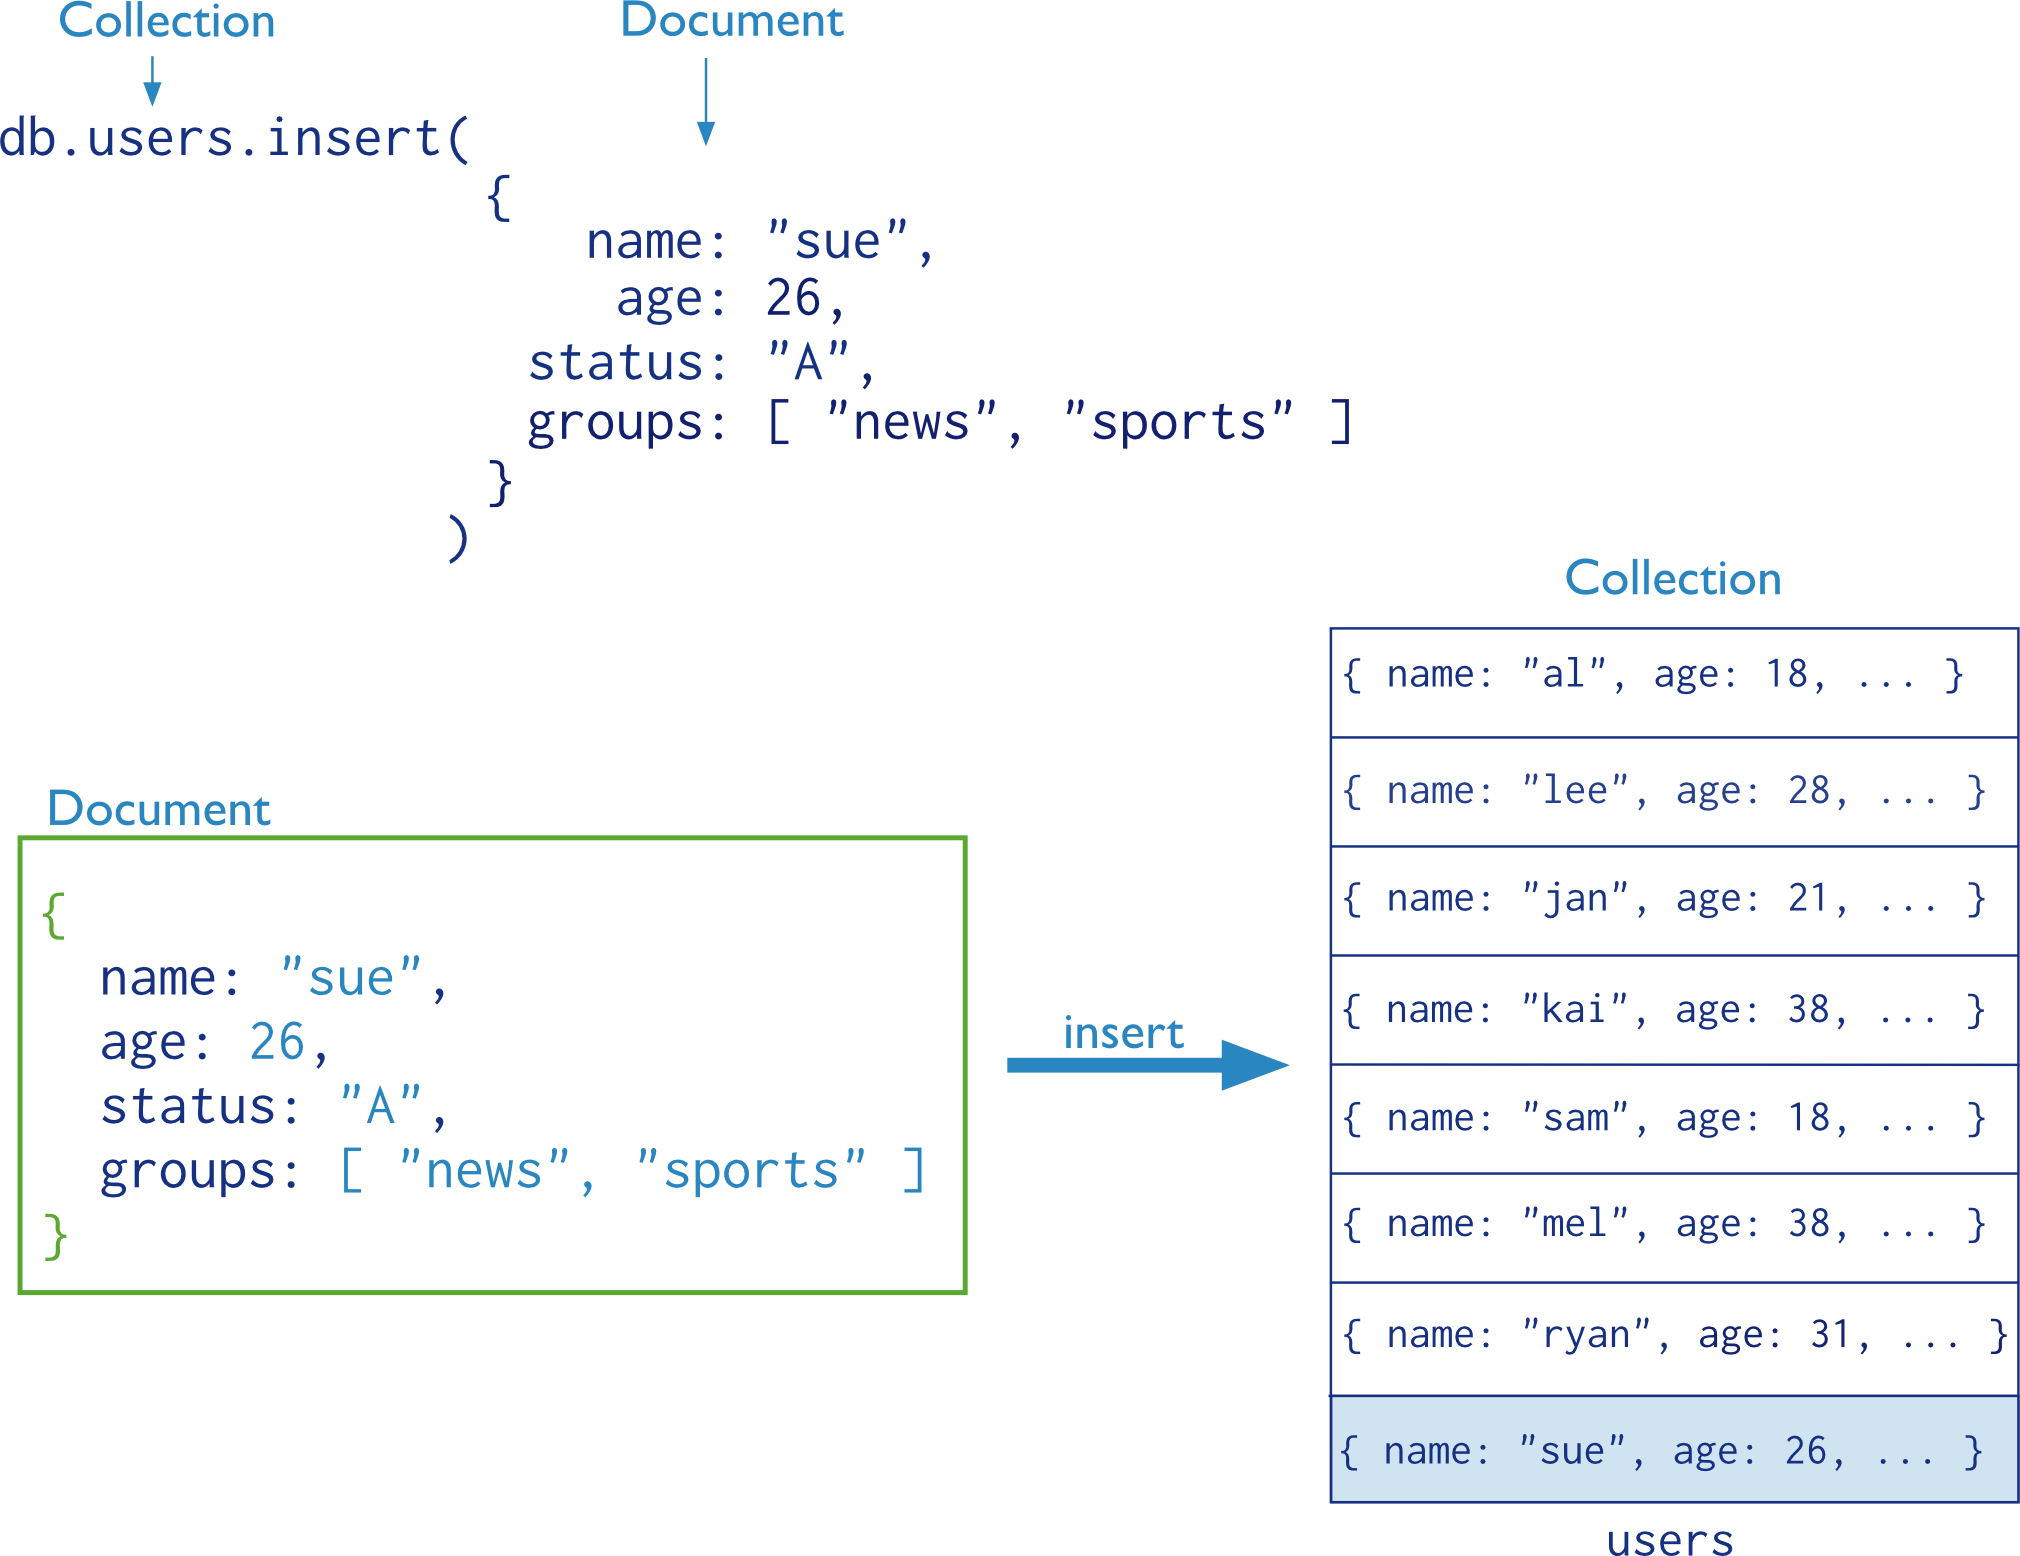 Collection
Document
db.users.insert(
{
name: "sue",
age: 26,
status: "A",
groups: [ "news", "sports" ]
}
)
Document
{
name: "sue",
age: 26,
status: "A",
groups: [ "news", "sports" ]
}
insert
Collection
{ name: "al", age: 18, ... }
{ name: "lee", age: 28, ... }
{ name: "jan", age: 21, ... }
{ name: "kai", age: 38, ... }
{ name: "sam", age: 18, ... }
{ name: "mel", age: 38, ... }
{ name: "ryan", age: 31, ... }
{ name: "sue", age: 26, ... }
users